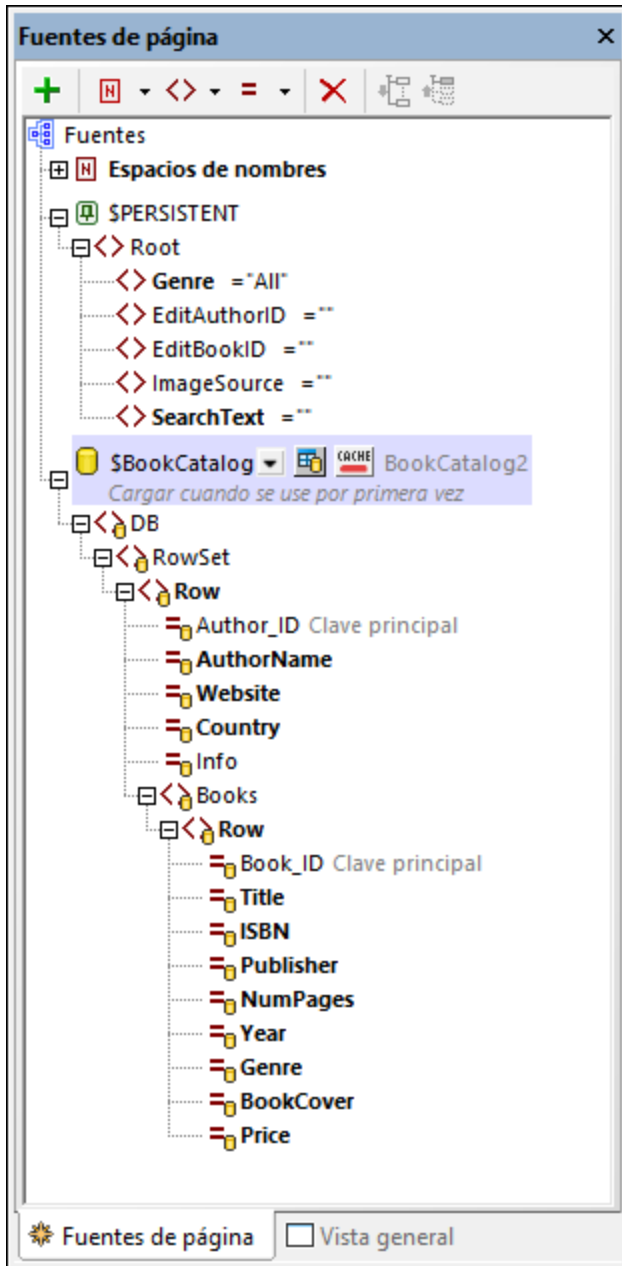 Fuentes de página
Fuentes
Espacios de nombres
$PERSISTENT
Root
Genre ="All"
EditAuthorID =""
EditBookID =""
ImageSource =""
SearchText =""
$BookCatalog CACHE BookCatalog2
Cargar cuando se use por primera vez
DB
RowSet
Row
Author_ID Clave principal
AuthorName
Website
Country
Info
Books
Row
Book_ID Clave principal
Title
ISBN
Publisher
NumPages
Year
Genre
BookCover
Price
Fuentes de página Vista general